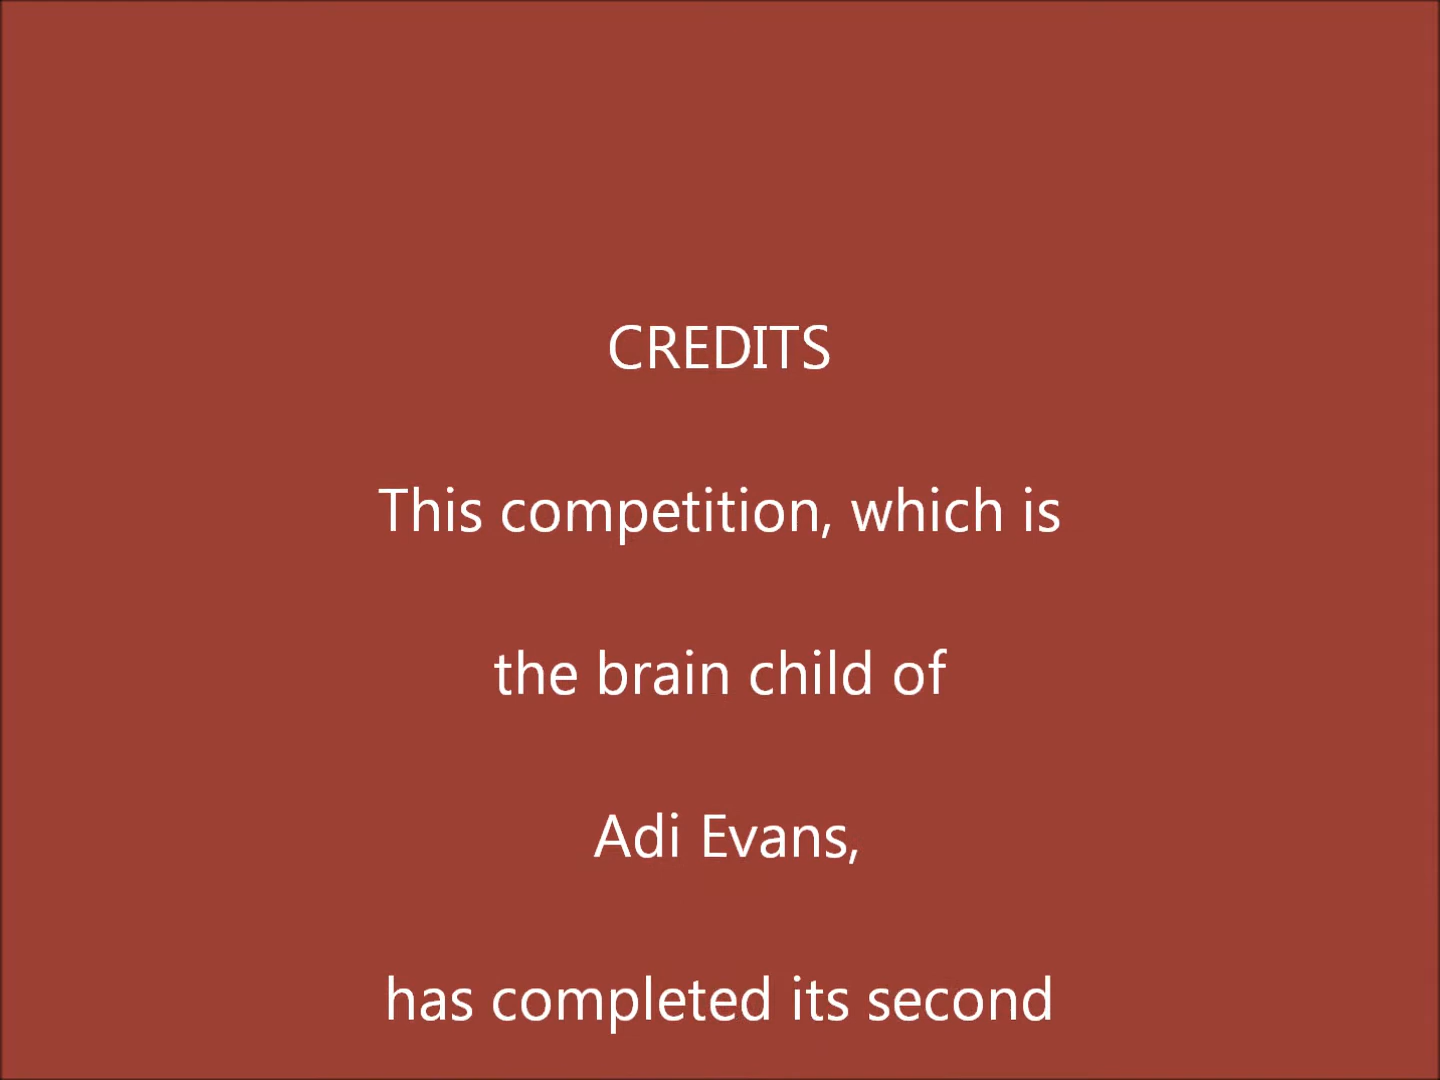 CREDITS
This competition, which is
the brain child of
Adi Evans,
has completed its second